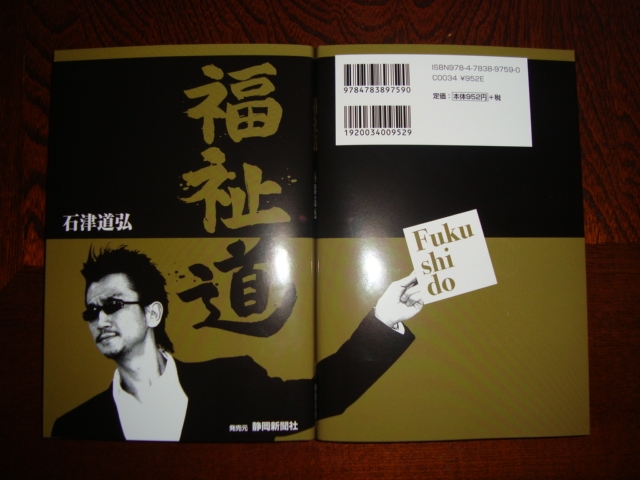 福祉道
石津道弘
発売元 静岡新聞社
9784783897590
1920034009529
ISBN978-4-7838-9759-0
C0034 ¥952E
定価:本体952円+税
Fuku
shi
do